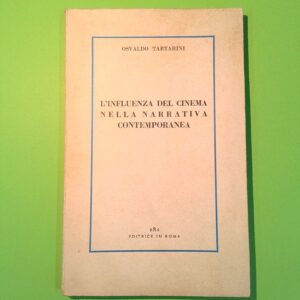 OSVALDO TARTARINI
L'INFLUENZA DEL CINEMA
NELLA NARRATIVA
CONTEMPORANEA
EDITRICE IN ROMA